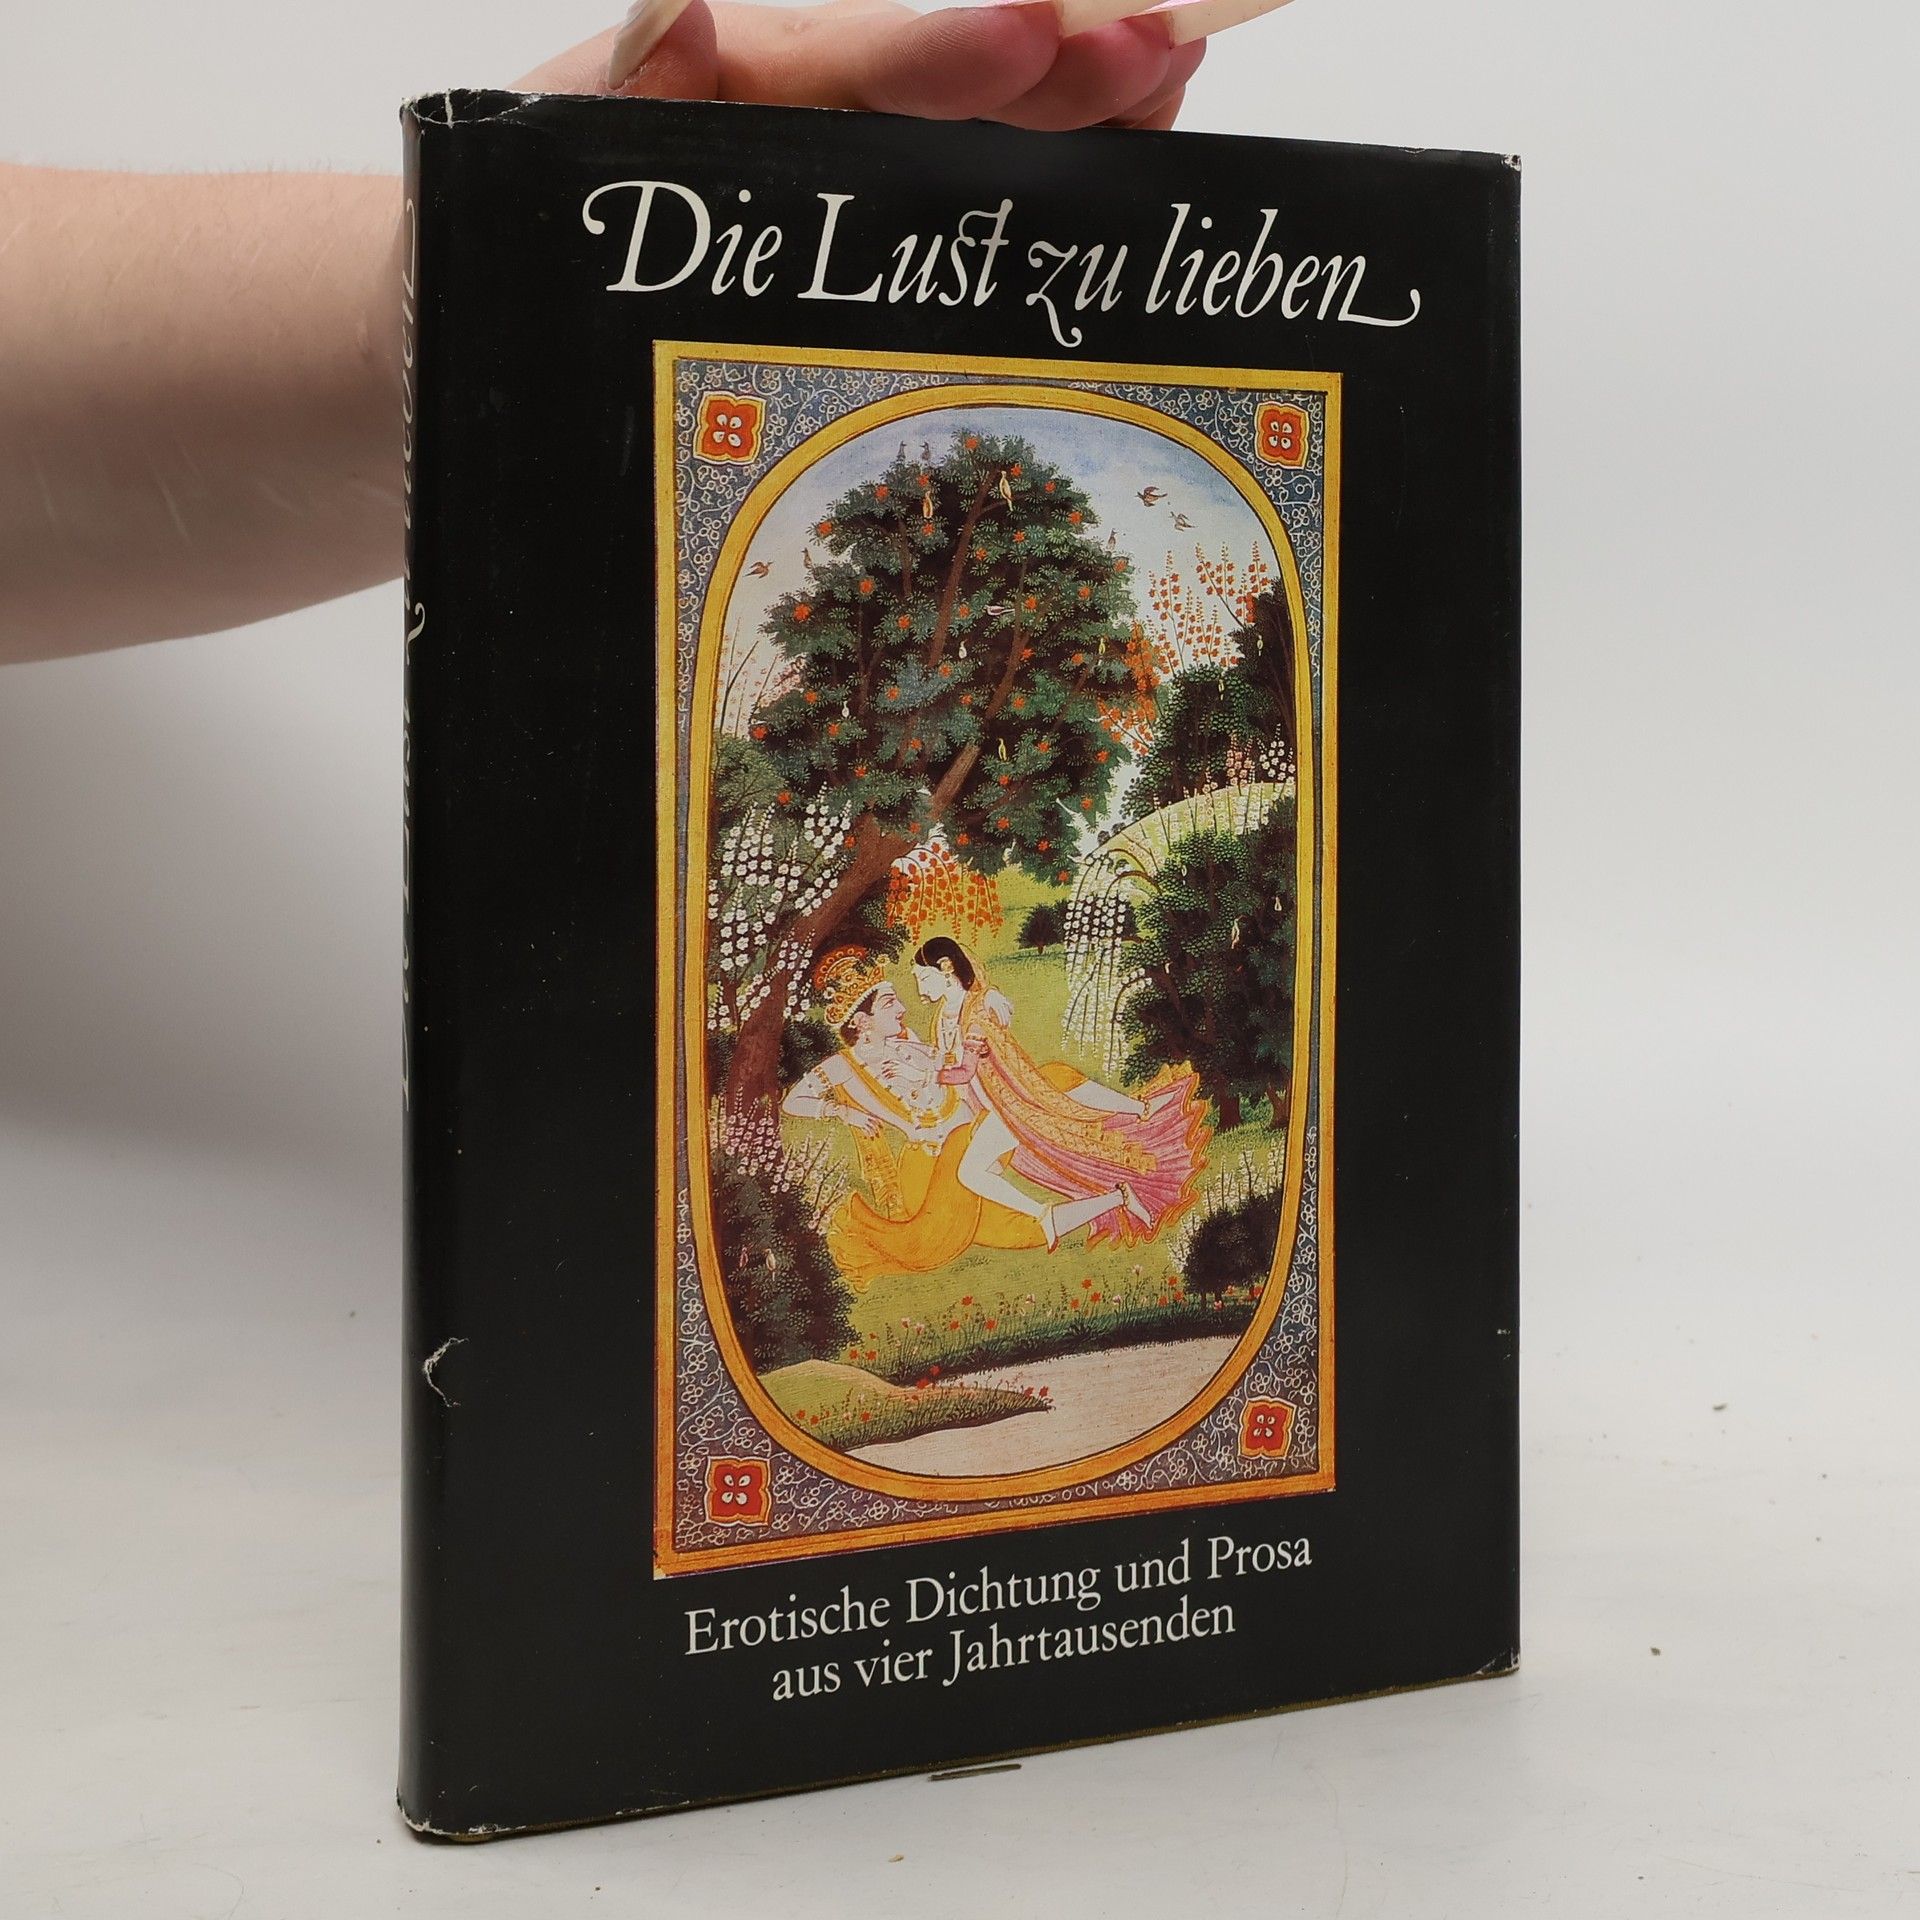 Die Lust zu lieben
Erotische Dichtung und Prosa
aus vier Jahrtausenden